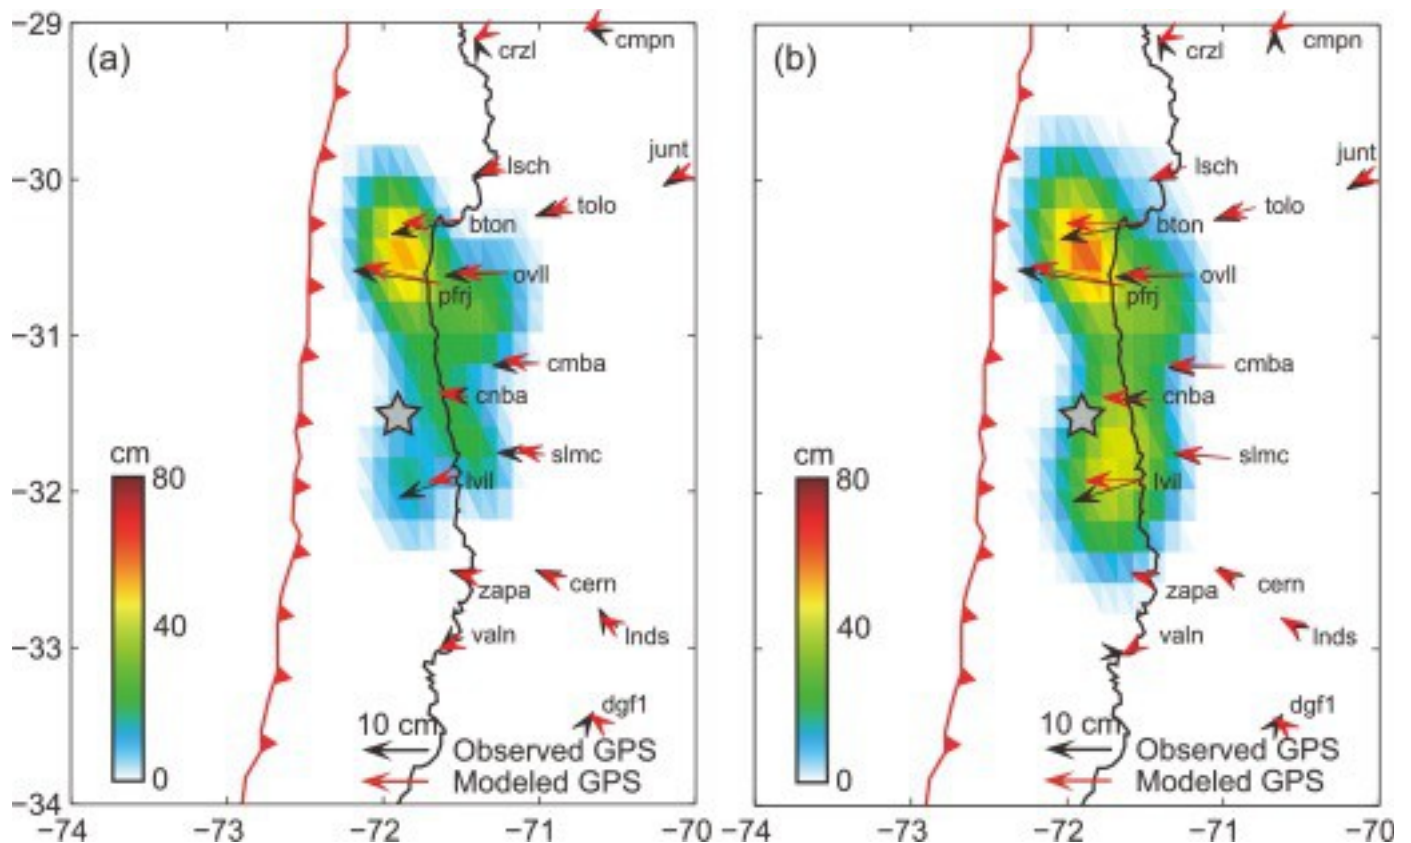 (a)
−29
−30
−31
−32
−33
−34
−74
−73
−72
−71
−70
crzl
cmpn
junt
lsch
tolo
bton
ovll
pfrj
cmba
cnba
slmc
lvil
zapa
cern
valn
lnds
dgf1
cm
80
40
0
10 cm
Observed GPS
Modeled GPS
(b)
−74
−73
−72
−71
−70
crzl
cmpn
junt
lsch
tolo
bton
ovll
pfrj
cmba
cnba
slmc
lvil
zapa
cern
valn
lnds
dgf1
cm
80
40
0
10 cm
Observed GPS
Modeled GPS